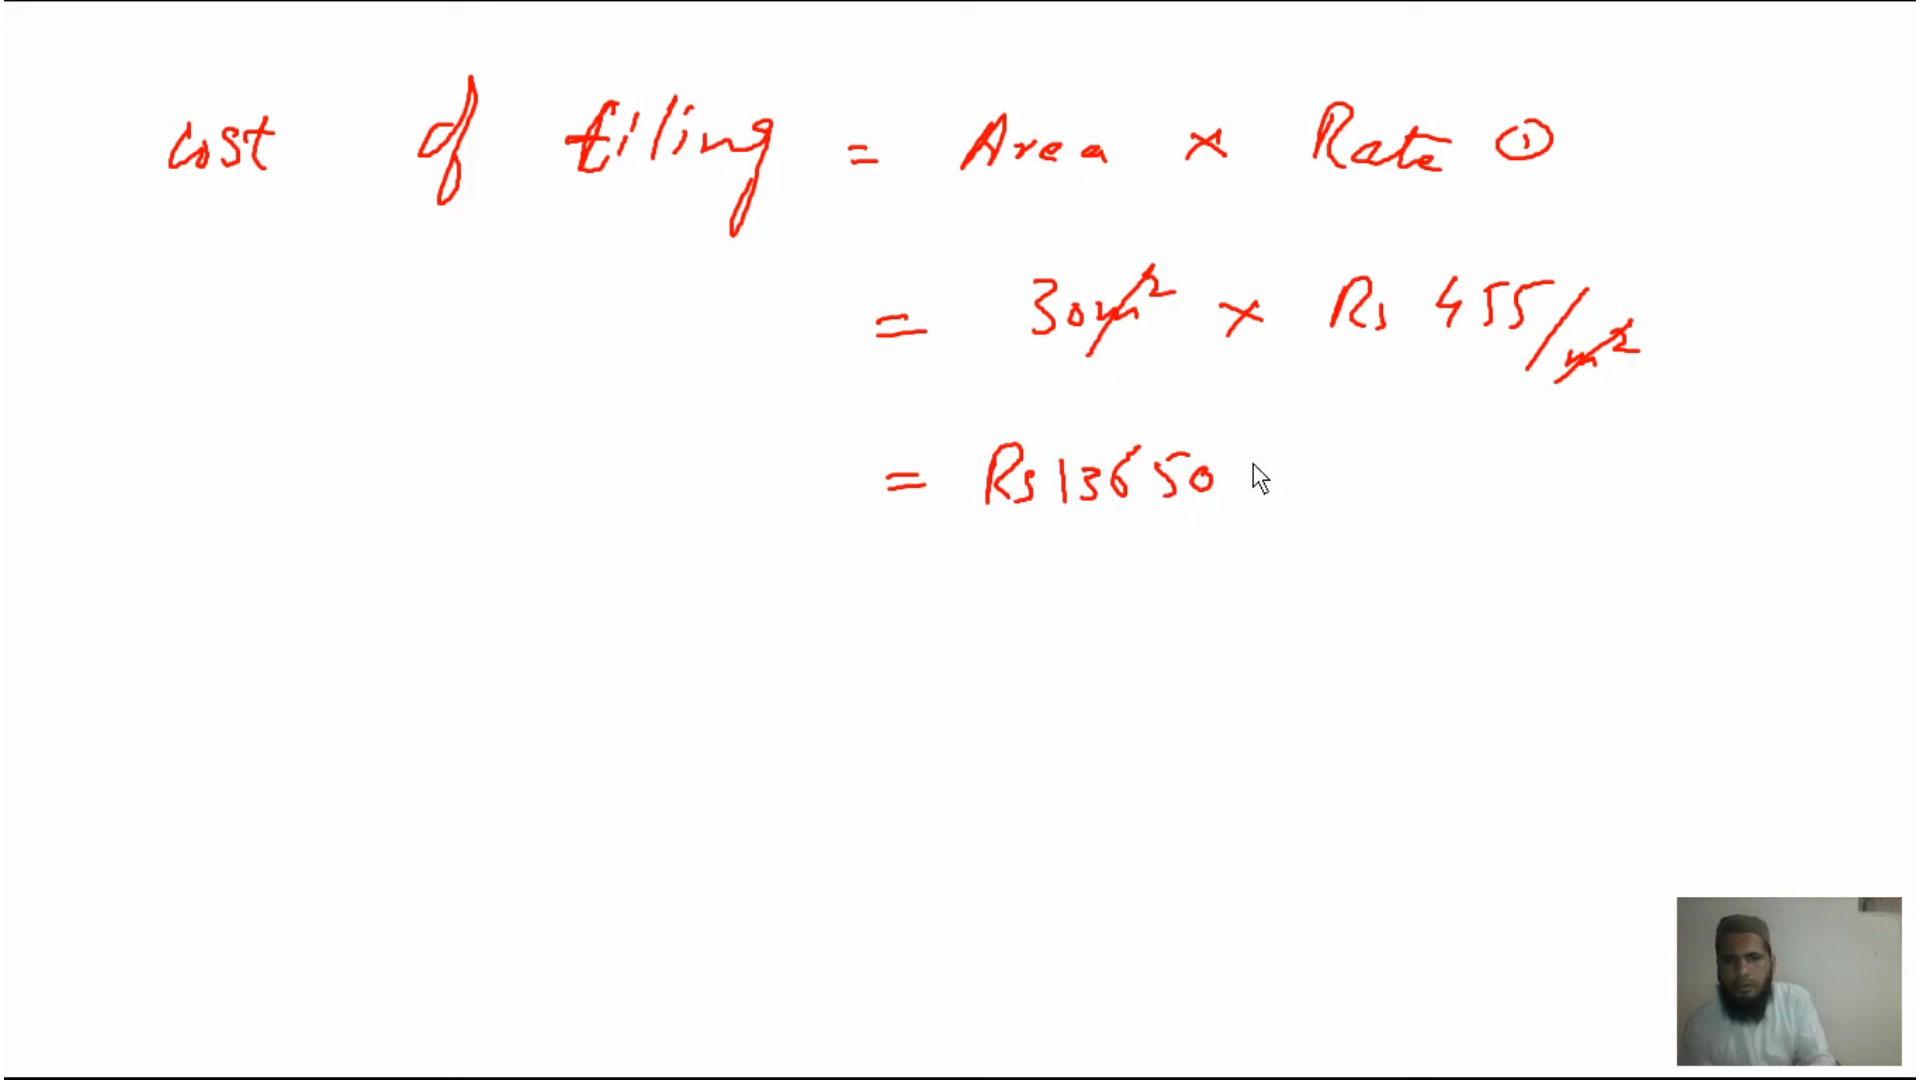 cost of tiling = Area × Rate ①
= 30m² × Rs 455/m²
= Rs 13650